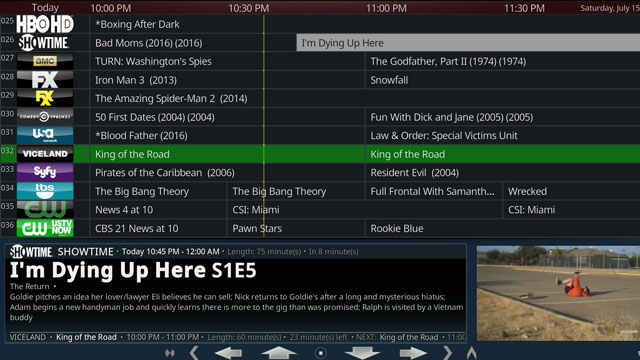 Today 10:00 PM 10:30 PM 11:00 PM 11:30 PM Saturday, July 15
025 HBO HD *Boxing After Dark
026 SHOWTIME Bad Moms (2016) (2016) I'm Dying Up Here
027 amc TURN: Washington's Spies The Godfather, Part II (1974) (1974)
028 FX Iron Man 3 (2013) Snowfall
029 FX The Amazing Spider-Man 2 (2014)
030 50 First Dates (2004) (2004) Fun With Dick and Jane (2005) (2005)
031 usa network *Blood Father (2016) Law & Order: Special Victims Unit
032 VICELAND King of the Road King of the Road
033 Syfy Pirates of the Caribbean (2006) Resident Evil (2004)
034 tbs The Big Bang Theory The Big Bang Theory Full Frontal With Samanth... Wrecked
035 CW News 4 at 10 CSI: Miami CSI: Miami
036 CW USTV NOW CBS 21 News at 10 Pawn Stars Rookie Blue
SHOWTIME SHOWTIME • Today 10:45 PM - 12:00 AM • Length: 75 minute(s) • In 8 minute(s)
I'm Dying Up Here S1E5
The Return •
Goldie pitches an idea her lover/lawyer Eli believes he can sell; Nick returns to Goldie's after a long and mysterious hiatus;
Adam begins a new handyman job and quickly learns there is more to the gig than was promised; Ralph is visited by a Vietnam
buddy
VICELAND • King of the Road • 10:00 PM - 11:00 PM • Length: 60 minute(s) • 23 minute(s) left • NEXT: King of the Road • 11:00